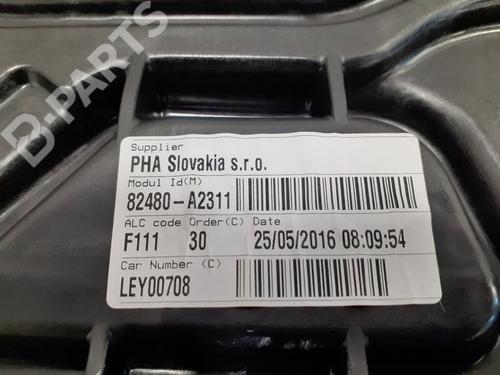 B-PARTS
Supplier
PHA Slovakia s.r.o.
Modul Id(M)
82480-A2311
ALC code Order(C) Date
F111 30 25/05/2016 08:09:54
Car Number (C)
LEY00708
B-PARTS